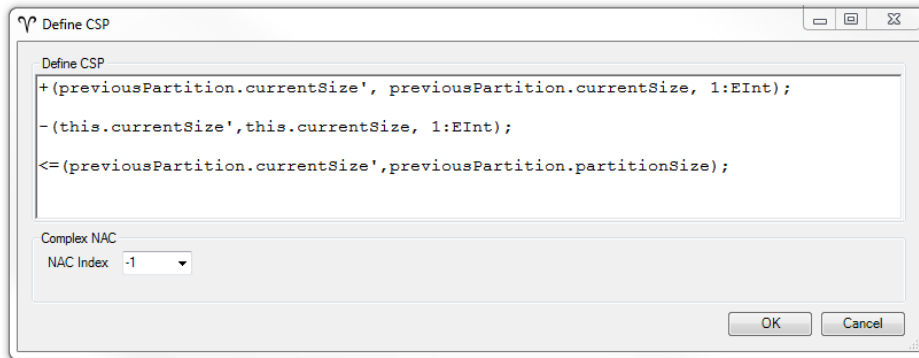 Define CSP
Define CSP
+(previousPartition.currentSize', previousPartition.currentSize, 1:EInt);
-(this.currentSize',this.currentSize, 1:EInt);
<=(previousPartition.currentSize',previousPartition.partitionSize);
Complex NAC
NAC Index -1
OK Cancel